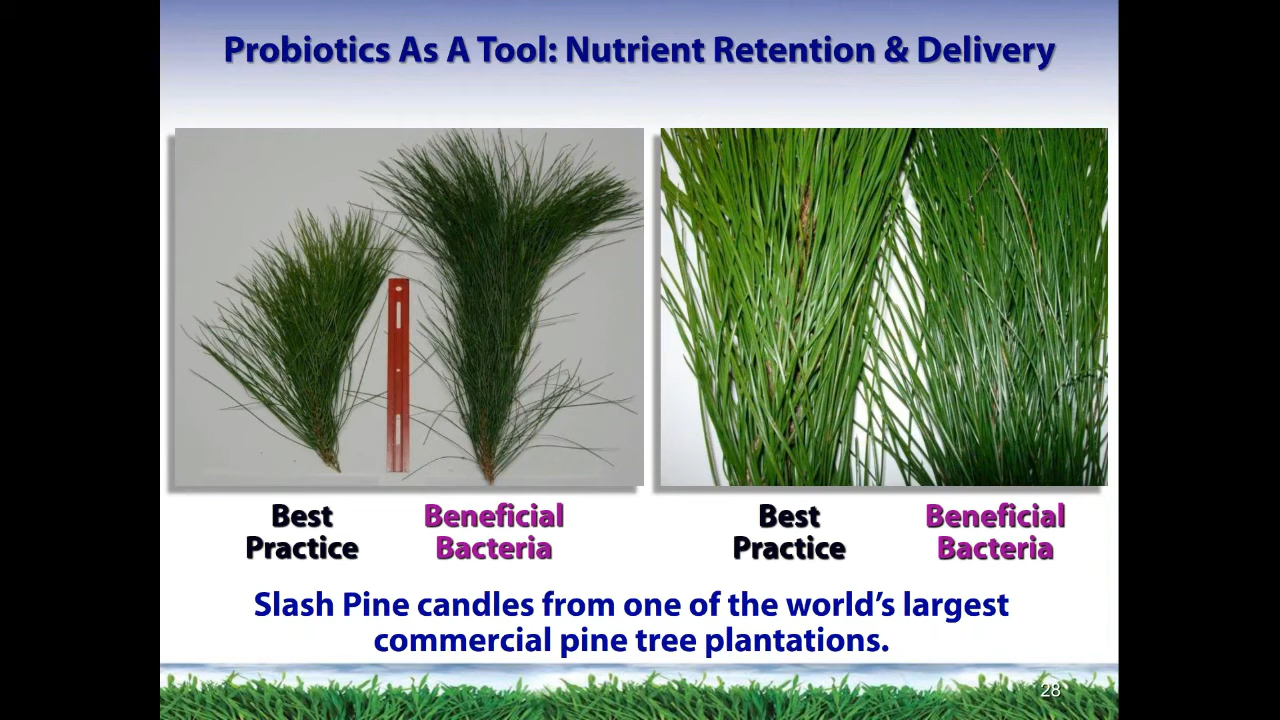 Probiotics As A Tool: Nutrient Retention & Delivery
Best
Practice
Beneficial
Bacteria
Best
Practice
Beneficial
Bacteria
Slash Pine candles from one of the world’s largest
commercial pine tree plantations.
28